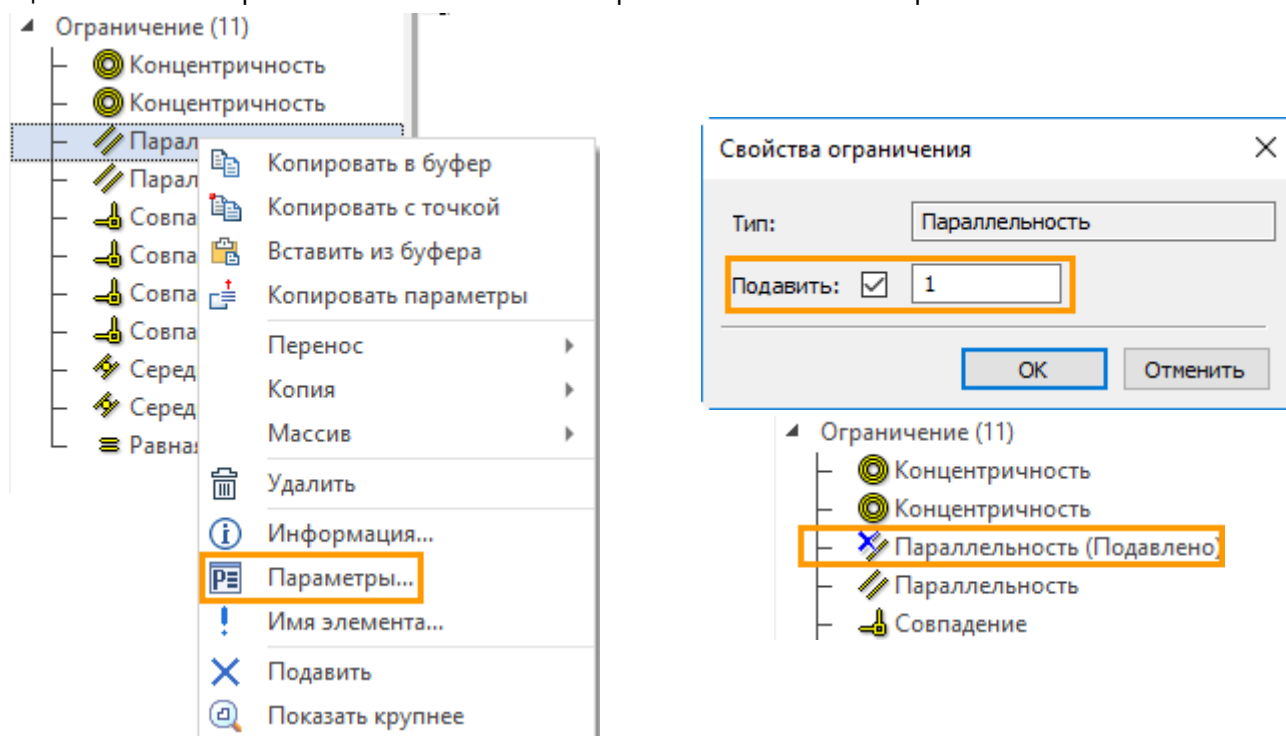 Ограничение (11)
Концентричность
Концентричность
Парал
Парал
Совпа
Совпа
Совпа
Совпа
Серед
Серед
Равная
Копировать в буфер
Копировать с точкой
Вставить из буфера
Копировать параметры
Перенос
Копия
Массив
Удалить
Информация...
Параметры...
Имя элемента...
Подавить
Показать крупнее
Свойства ограничения
Тип: Параллельность
Подавить: 1
ОК Отменить
Ограничение (11)
Концентричность
Концентричность
Параллельность (Подавлено)
Параллельность
Совпадение